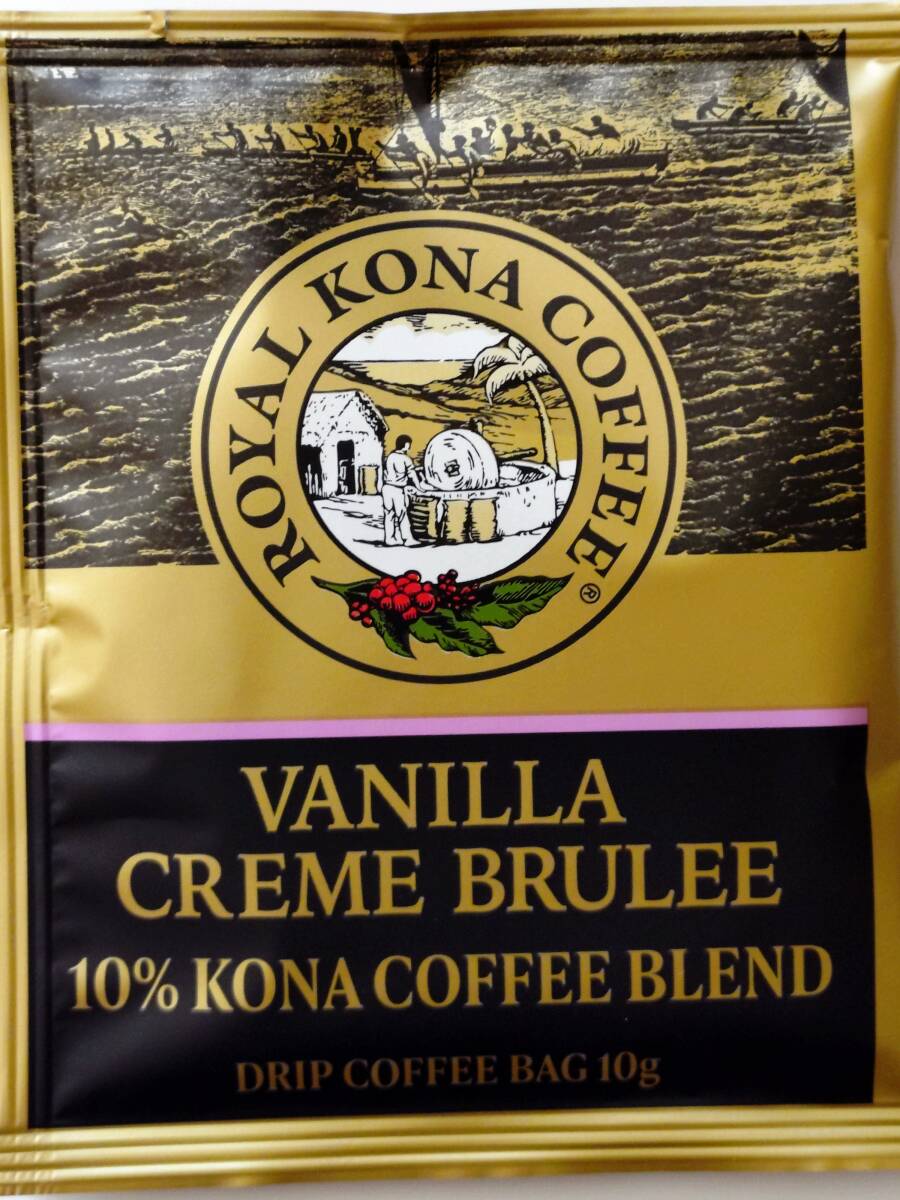 ROYAL KONA COFFEE®
VANILLA
CREME BRULEE
10% KONA COFFEE BLEND
DRIP COFFEE BAG 10g